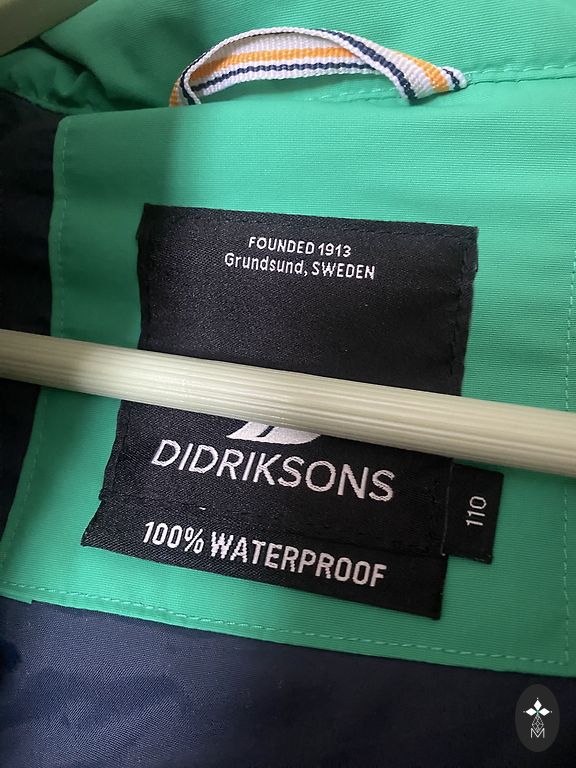 FOUNDED 1913
Grundsund, SWEDEN
DIDRIKSONS
110
100% WATERPROOF
M